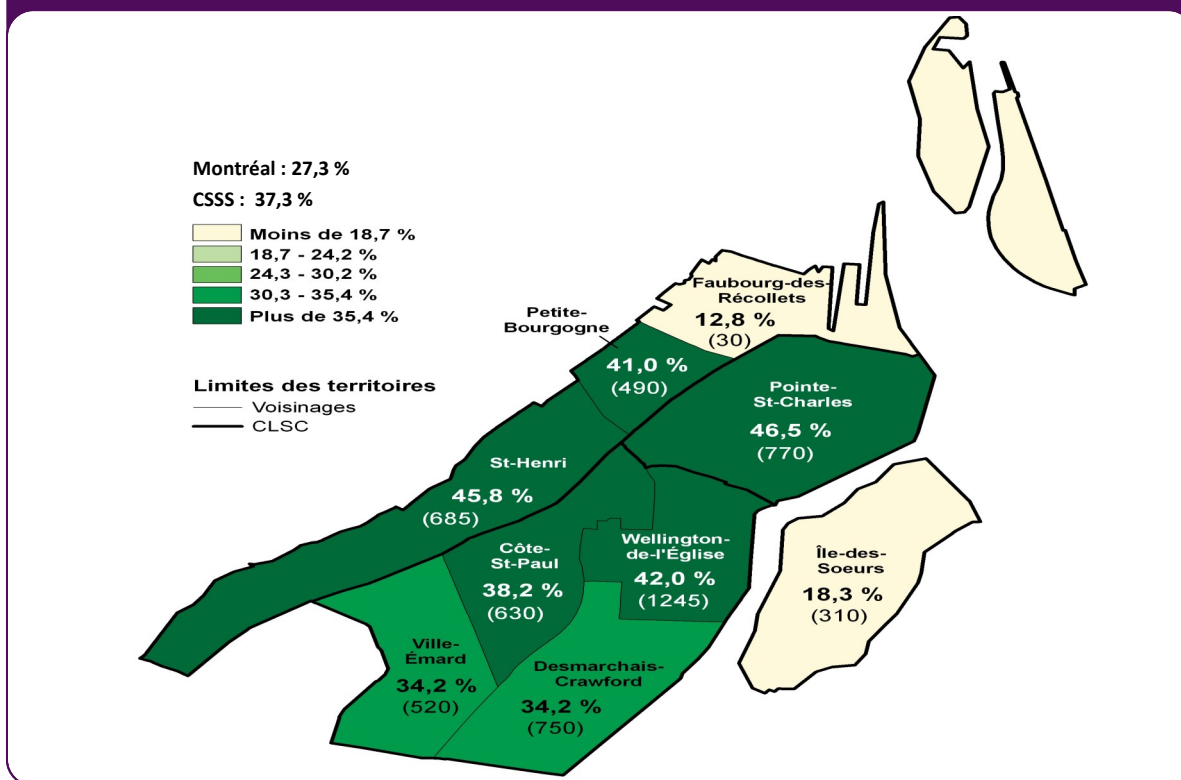 Montréal : 27,3 %
CSSS : 37,3 %
Moins de 18,7 %
18,7 - 24,2 %
24,3 - 30,2 %
30,3 - 35,4 %
Plus de 35,4 %
Limites des territoires
Voisinages
CLSC
Faubourg-des-
Récollets
12,8 %
(30)
Petite-
Bourgogne
41,0 %
(490)
Pointe-
St-Charles
46,5 %
(770)
St-Henri
45,8 %
(685)
Côte-
St-Paul
38,2 %
(630)
Wellington-
de-l'Église
42,0 %
(1245)
Île-des-
Soeurs
18,3 %
(310)
Ville-
Émard
34,2 %
(520)
Desmarchais-
Crawford
34,2 %
(750)